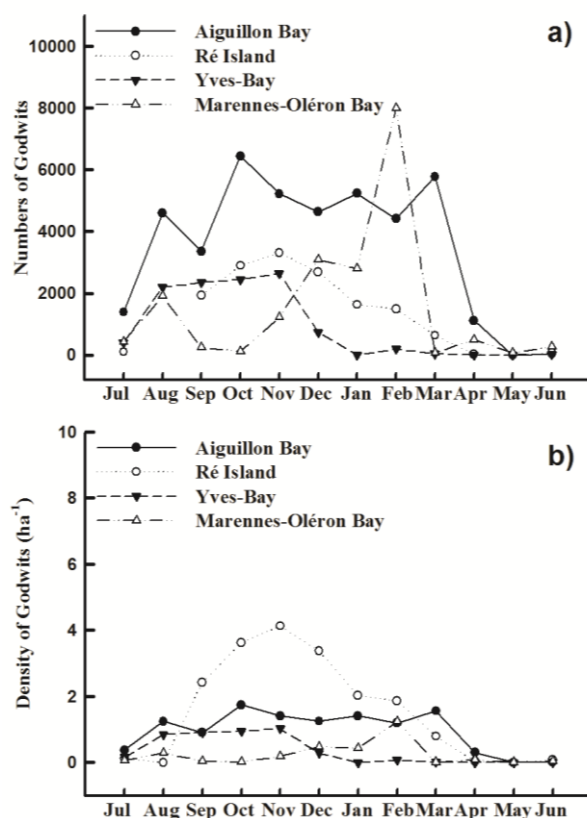 Aiguillon Bay
Ré Island
Yves-Bay
Marennes-Oléron Bay
a)
Numbers of Godwits
10000
8000
6000
4000
2000
0
Jul Aug Sep Oct Nov Dec Jan Feb Mar Apr May Jun
Aiguillon Bay
Ré Island
Yves-Bay
Marennes-Oléron Bay
b)
Density of Godwits (ha⁻¹)
10
8
6
4
2
0
Jul Aug Sep Oct Nov Dec Jan Feb Mar Apr May Jun